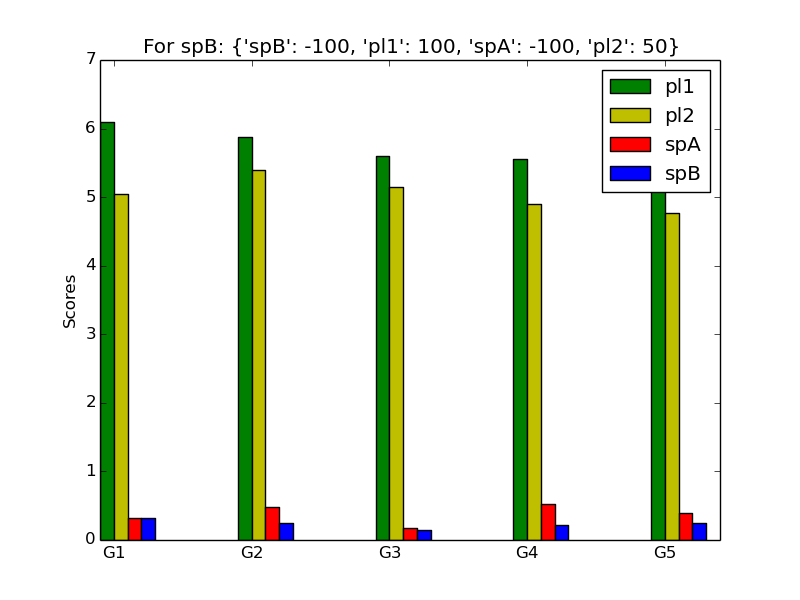 For spB: {'spB': -100, 'pl1': 100, 'spA': -100, 'pl2': 50}
7
6
5
4
3
2
1
0
Scores
pl1
pl2
spA
spB
G1 G2 G3 G4 G5